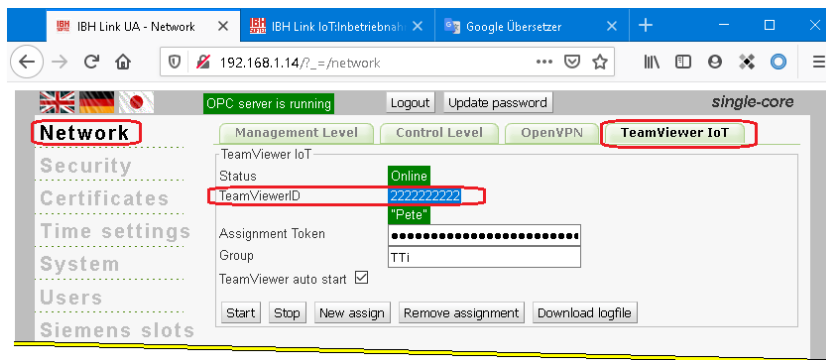 IBH Link UA - Network
IBH Link IoT:Inbetriebnah
Google Übersetzer
192.168.1.14/?_=/network
OPC server is running
Logout
Update password
single-core
Network
Security
Certificates
Time settings
System
Users
Siemens slots
Management Level
Control Level
OpenVPN
TeamViewer IoT
TeamViewer IoT
Status
Online
TeamViewerID
2222222222
"Pete"
Assignment Token
Group
TTi
TeamViewer auto start
Start
Stop
New assign
Remove assignment
Download logfile